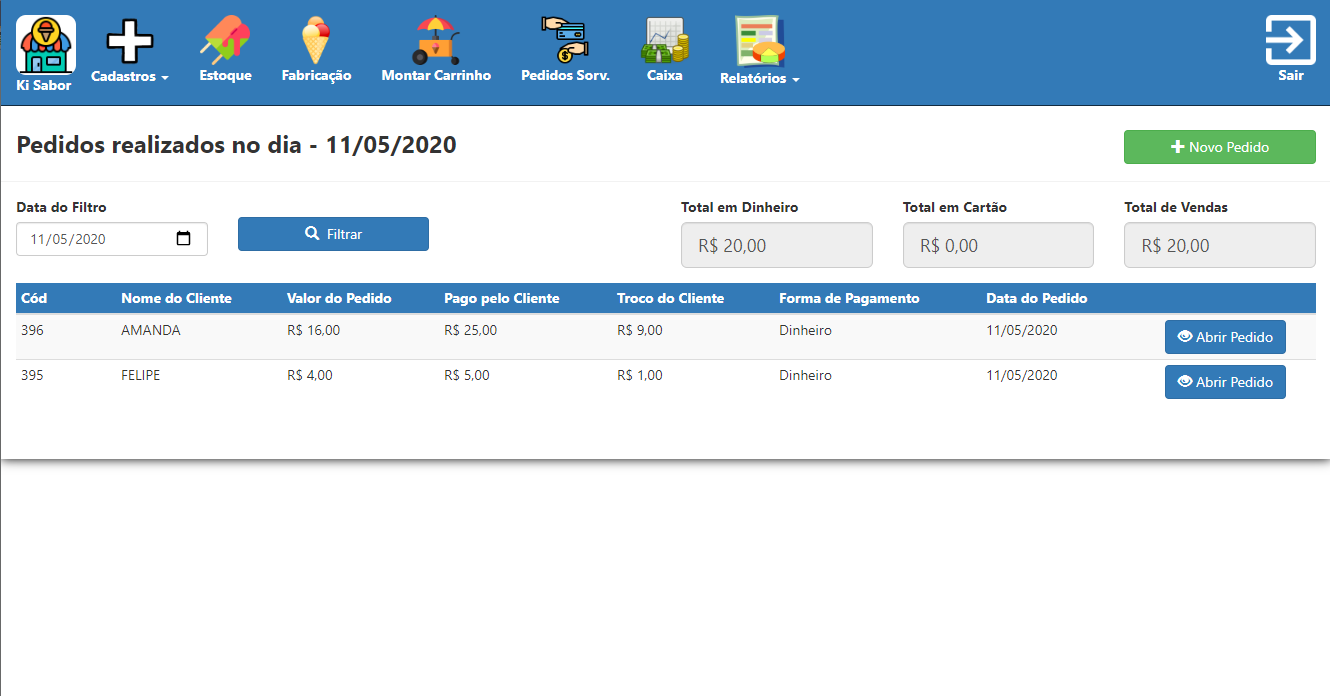 Ki Sabor
Cadastros
Estoque
Fabricação
Montar Carrinho
Pedidos Sorv.
Caixa
Relatórios
Sair
Pedidos realizados no dia - 11/05/2020
Novo Pedido
Data do Filtro
11/05/2020
Filtrar
Total em Dinheiro
R$ 20,00
Total em Cartão
R$ 0,00
Total de Vendas
R$ 20,00
Cód Nome do Cliente Valor do Pedido Pago pelo Cliente Troco do Cliente Forma de Pagamento Data do Pedido
396 AMANDA R$ 16,00 R$ 25,00 R$ 9,00 Dinheiro 11/05/2020 Abrir Pedido
395 FELIPE R$ 4,00 R$ 5,00 R$ 1,00 Dinheiro 11/05/2020 Abrir Pedido